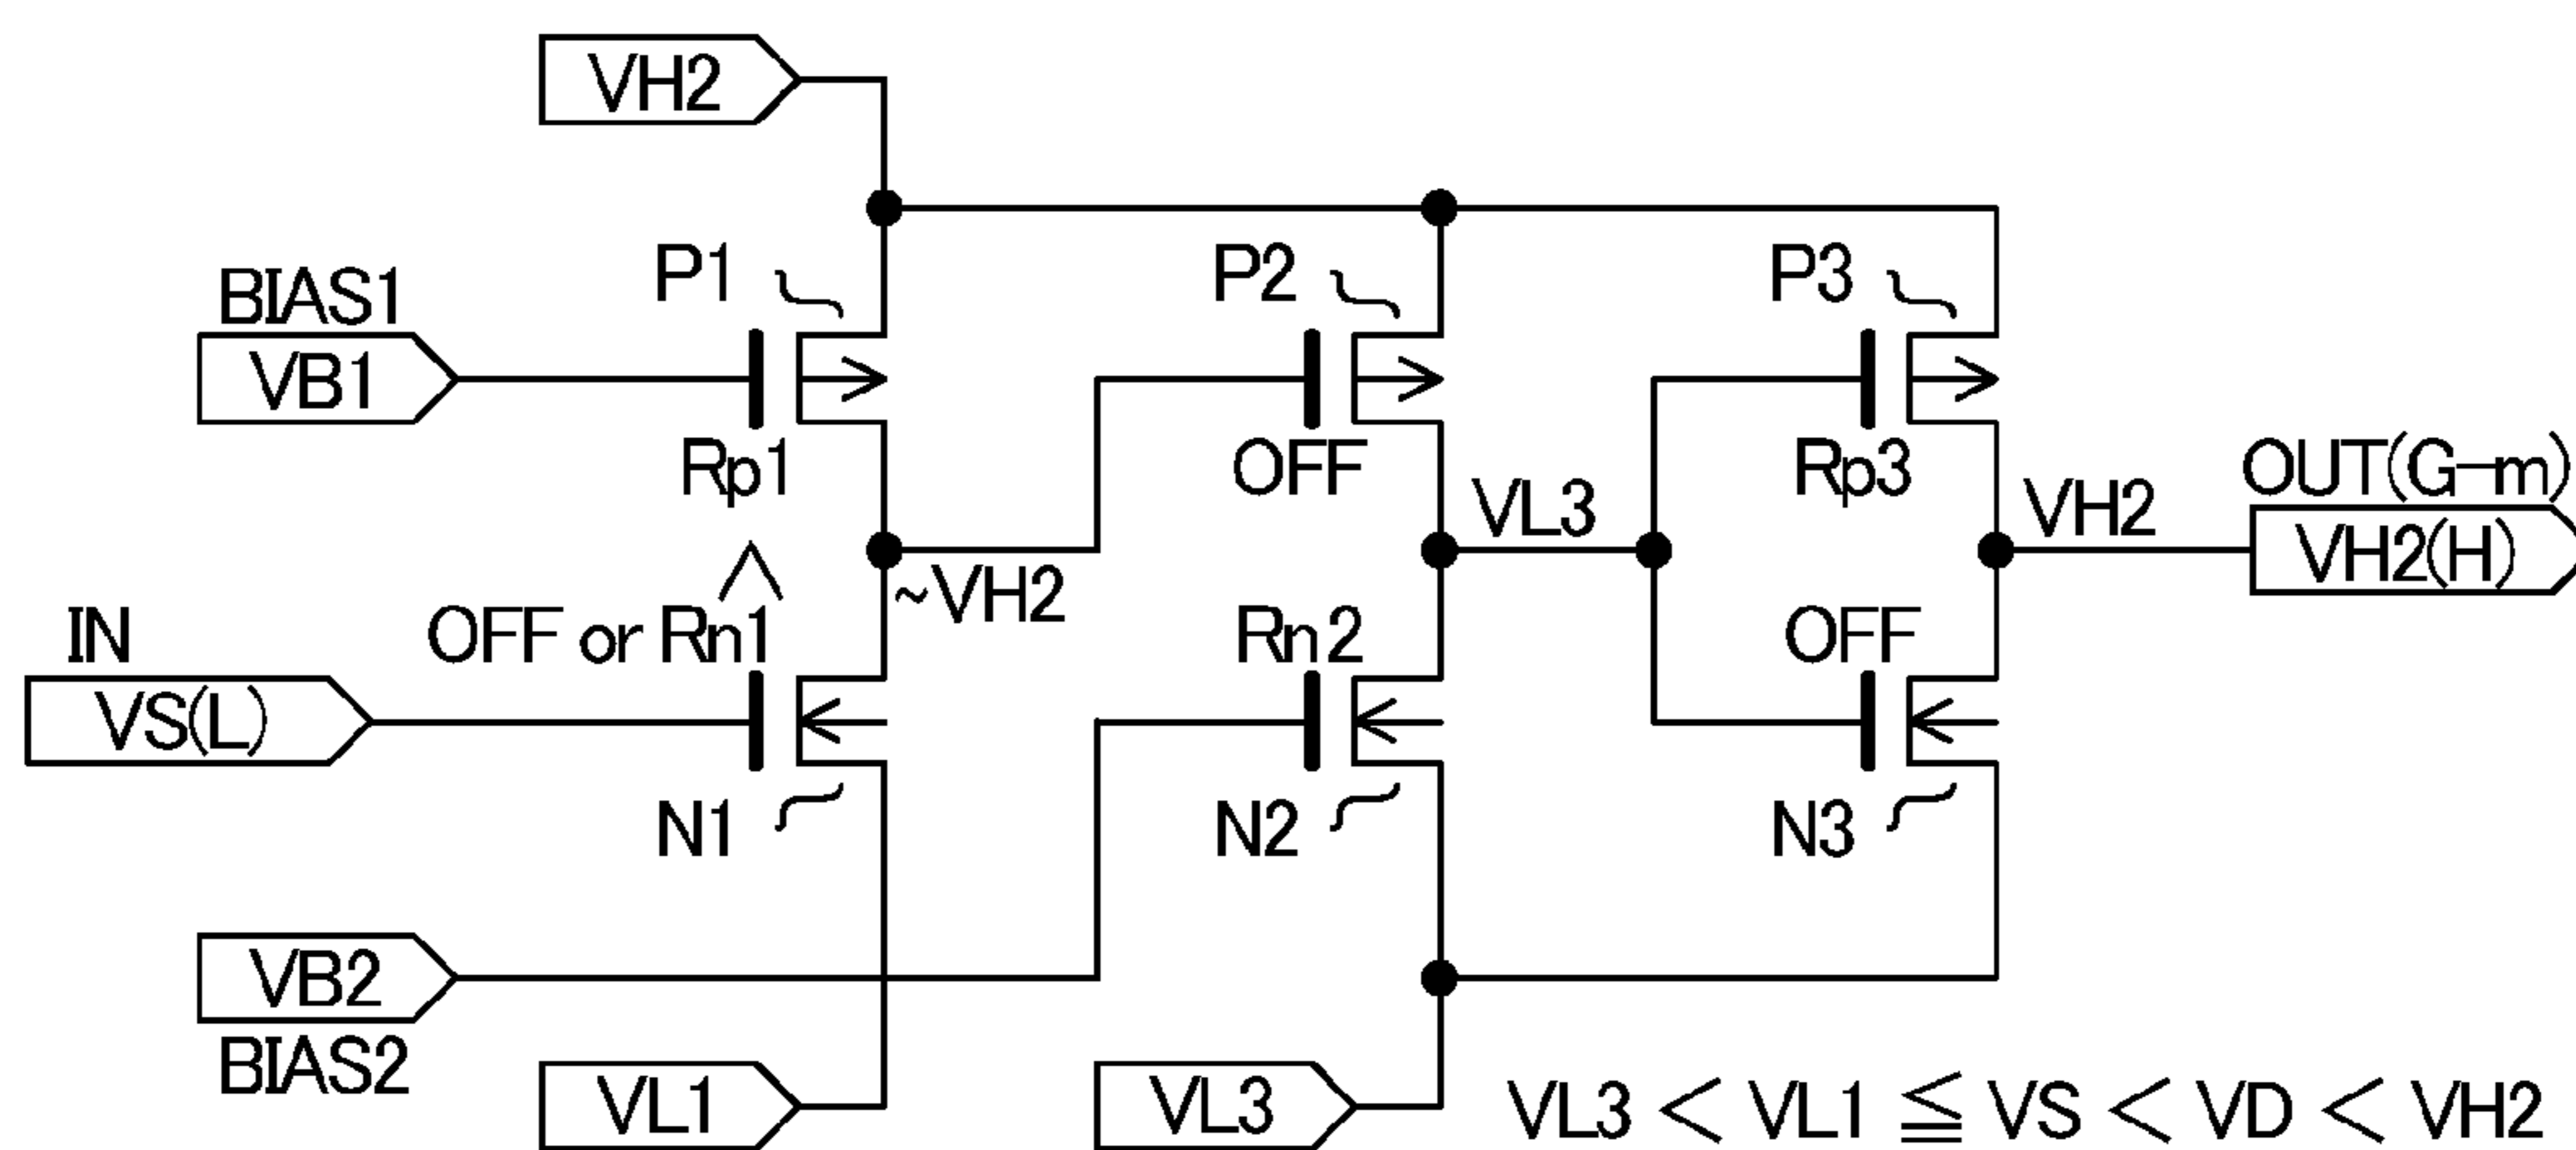 VH2
P1
P2
P3
BIAS1
VB1
Rp1
OFF
Rp3
VL3
VH2
OUT(G-m)
VH2(H)
^
~VH2
IN
OFF or Rn1
Rn2
OFF
VS(L)
N1
N2
N3
VB2
BIAS2
VL1
VL3
VL3 < VL1 ≦ VS < VD < VH2